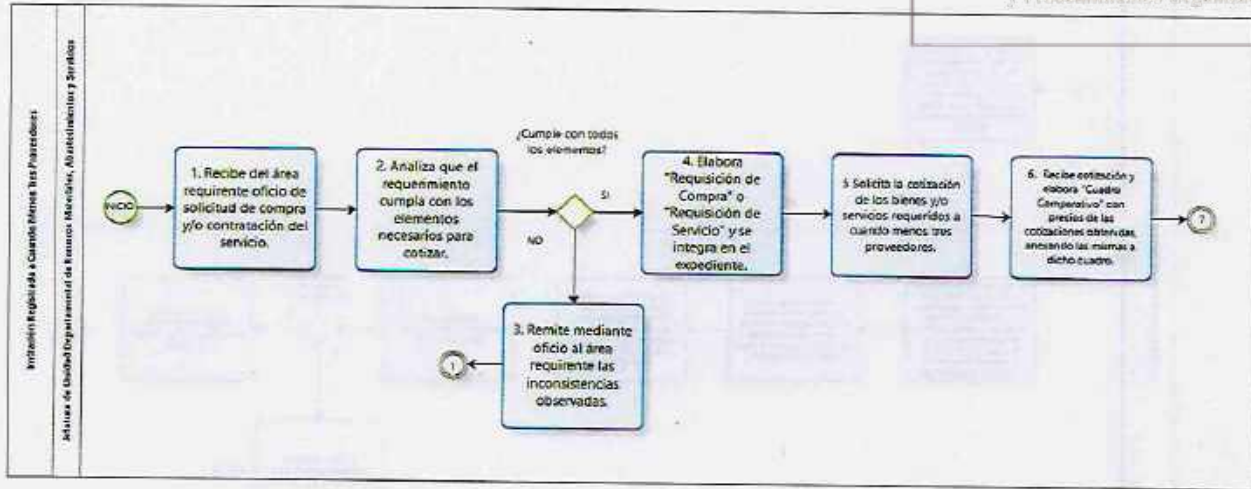 y Procedimientos Organiza
Invitación Registrada a Cuando Menos Tres Proveedores
Jefatura de Unidad Departamental de Recursos Materiales, Abastecimientos y Servicios
INICIO
1. Recibe del área
requirente oficio de
solicitud de compra
y/o contratación del
servicio.
2. Analiza que el
requerimiento
cumpla con los
elementos
necesarios para
cotizar.
¿Cumple con todos
los elementos?
SI
NO
3. Remite mediante
oficio al área
requirente las
inconsistencias
observadas.
1
4. Elabora
"Requisición de
Compra" o
"Requisición de
Servicio" y se
integra en el
expediente.
5 Solicita la cotización
de los bienes y/o
servicios requeridos a
cuando menos tres
proveedores.
6. Recibe cotización y
elabora "Cuadro
Comparativo" con
precios de las
cotizaciones obtenidas,
anexando las mismas a
dicho cuadro.
7